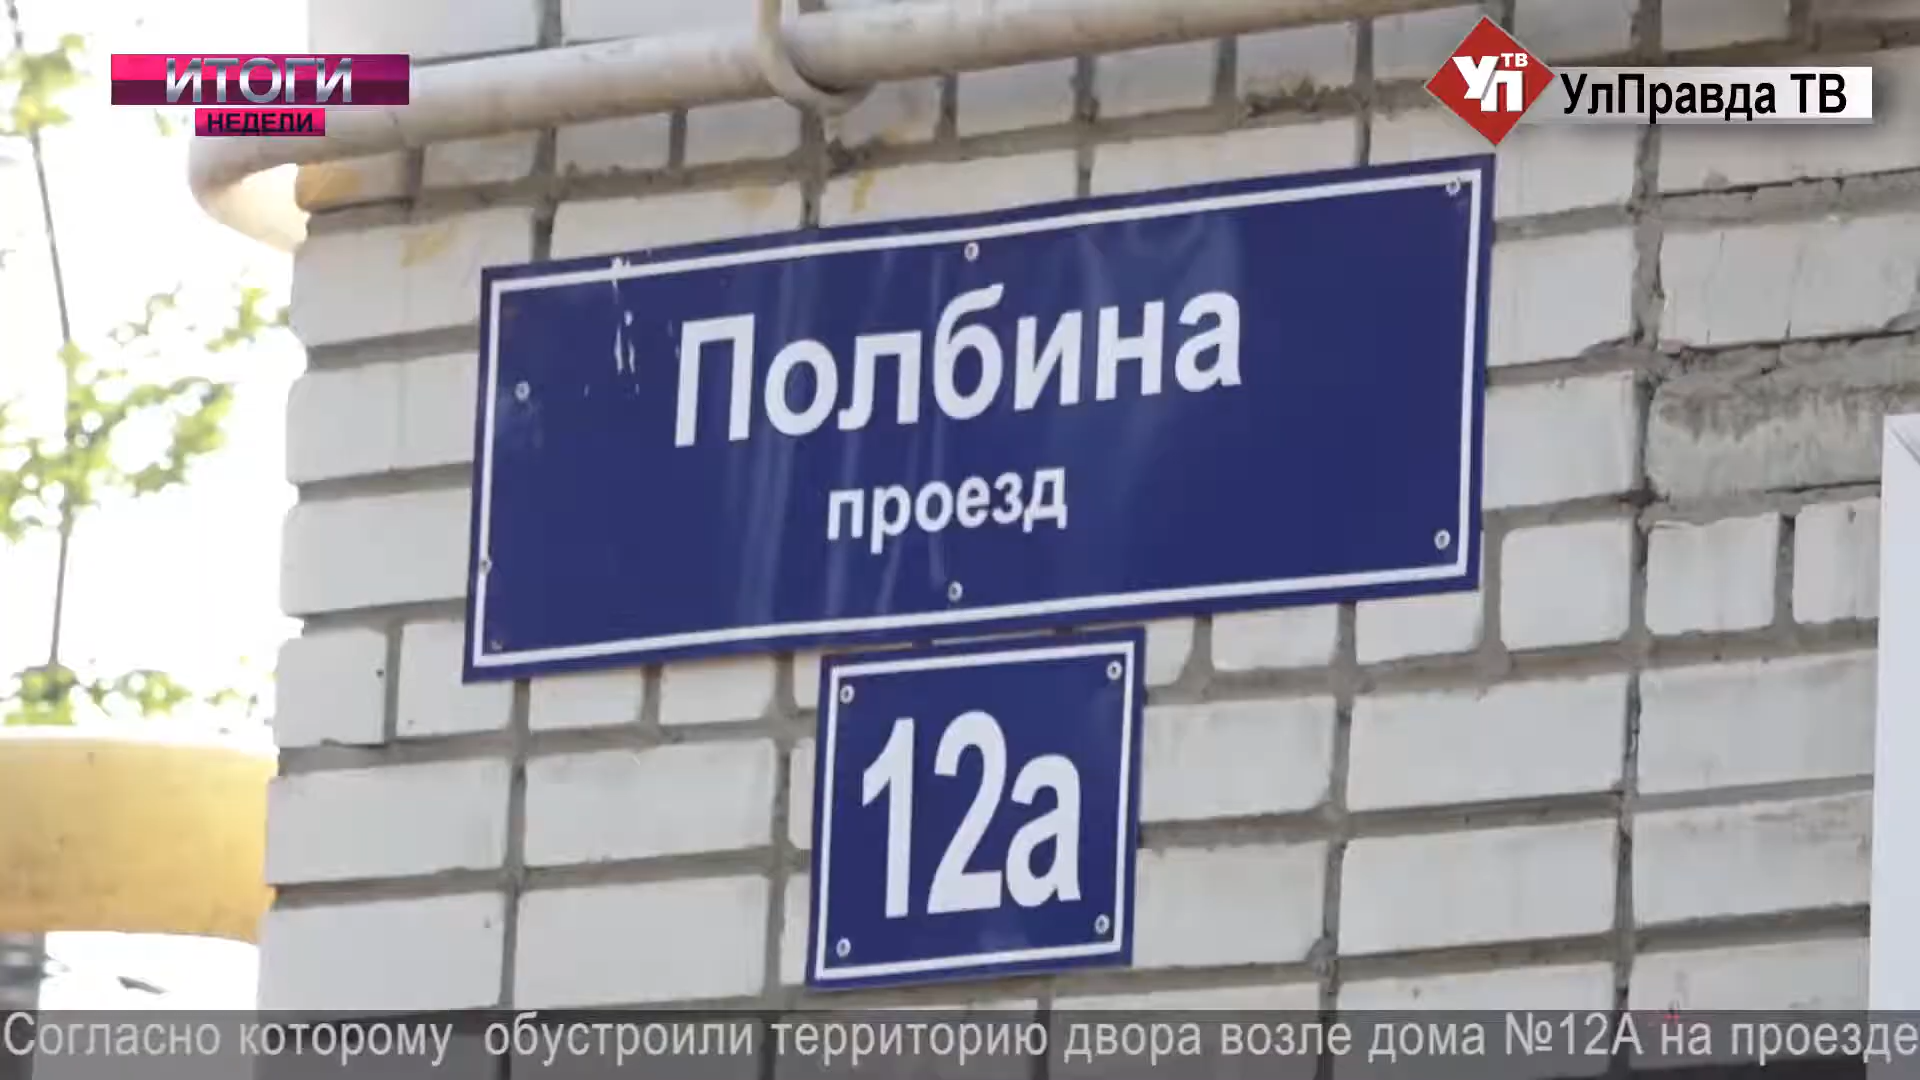 ИТОГИ
НЕДЕЛИ
УП ТВ
УлПравда ТВ
Полбина
проезд
12а
Согласно которому обустроили территорию двора возле дома №12А на проезде